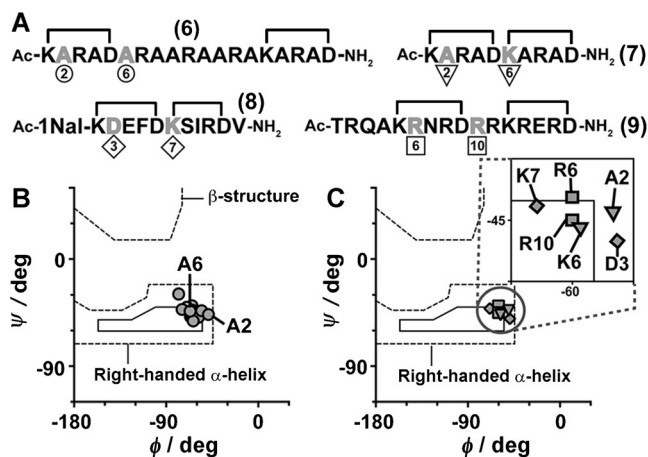 A
(6)
Ac-KARADARAARAARAKARAD-NH2
2 6
Ac-KARADKARAD-NH2 (7)
2 6
(8)
Ac-1Nal-KDEFDKSIRDV-NH2
3 7
Ac-TRQAKRNRDRRKRERD-NH2 (9)
6 10
B
β-structure
0
A6
A2
-90
Right-handed α-helix
-180 -90 0
ψ / deg
ϕ / deg
C
K7 R6 A2
-45
R10 K6 D3
-60
0
-90
Right-handed α-helix
-180 -90 0
ψ / deg
ϕ / deg